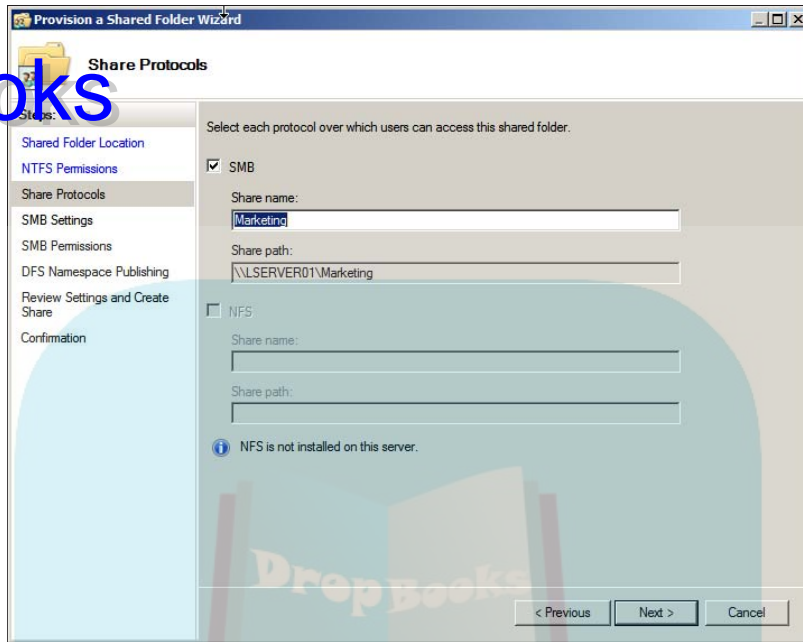 Provision a Shared Folder Wizard
Share Protocols
oks
Steps:
Shared Folder Location
NTFS Permissions
Share Protocols
SMB Settings
SMB Permissions
DFS Namespace Publishing
Review Settings and Create
Share
Confirmation
Select each protocol over which users can access this shared folder.
SMB
Share name:
Marketing
Share path:
\\LSERVER01\Marketing
NFS
Share name:
Share path:
NFS is not installed on this server.
DropBooks
< Previous
Next >
Cancel